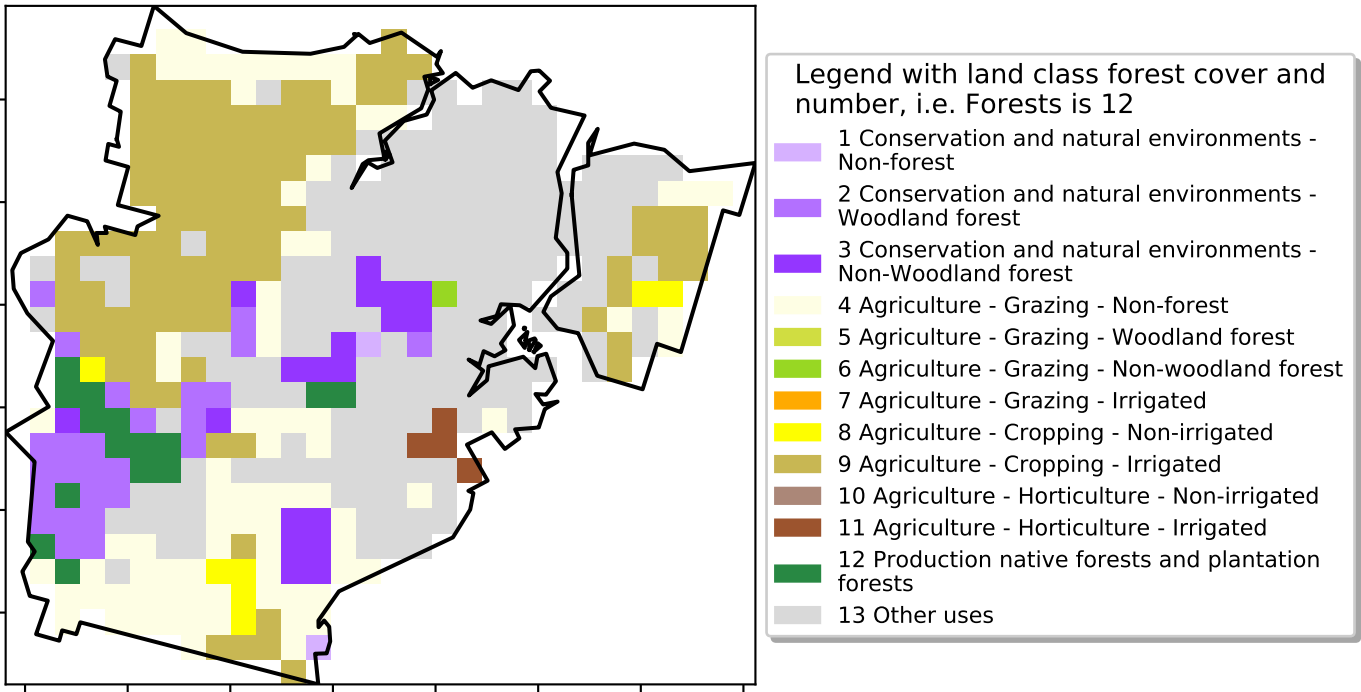 Legend with land class forest cover and
number, i.e. Forests is 12
1 Conservation and natural environments -
Non-forest
2 Conservation and natural environments -
Woodland forest
3 Conservation and natural environments -
Non-Woodland forest
4 Agriculture - Grazing - Non-forest
5 Agriculture - Grazing - Woodland forest
6 Agriculture - Grazing - Non-woodland forest
7 Agriculture - Grazing - Irrigated
8 Agriculture - Cropping - Non-irrigated
9 Agriculture - Cropping - Irrigated
10 Agriculture - Horticulture - Non-irrigated
11 Agriculture - Horticulture - Irrigated
12 Production native forests and plantation
forests
13 Other uses